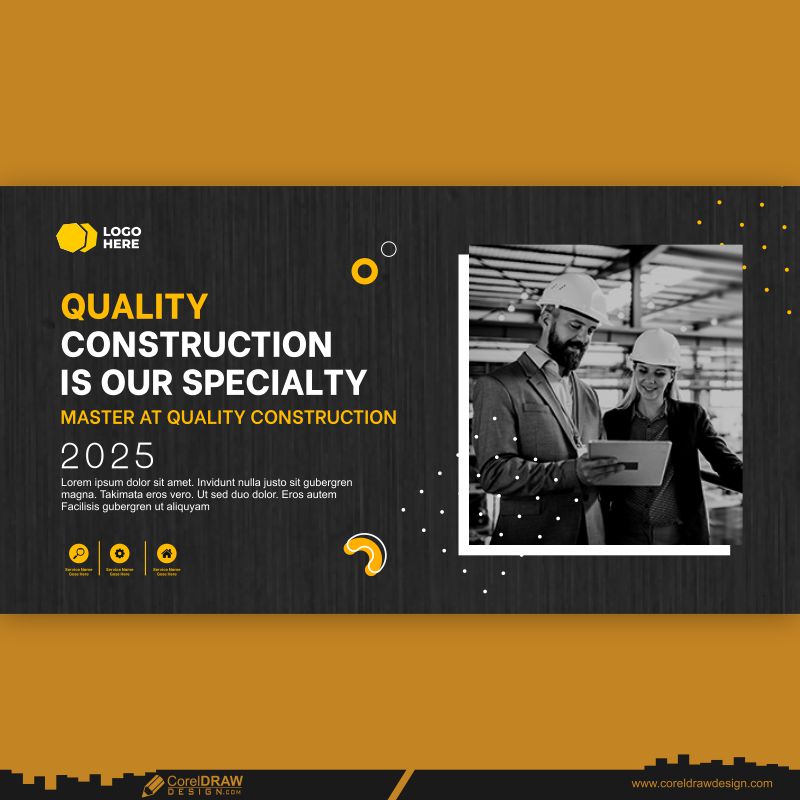 LOGO
HERE
QUALITY
CONSTRUCTION
IS OUR SPECIALTY
MASTER AT QUALITY CONSTRUCTION
2025
Lorem ipsum dolor sit amet. Invidunt nulla justo sit gubergren
magna. Takimata eros vero. Ut sed duo dolor. Eros autem
Facilisis gubergren ut aliquyam
Service Name
Goes Here
Service Name
Goes Here
Service Name
Goes Here
CorelDRAW
DESIGN.COM
www.coreldrawdesign.com